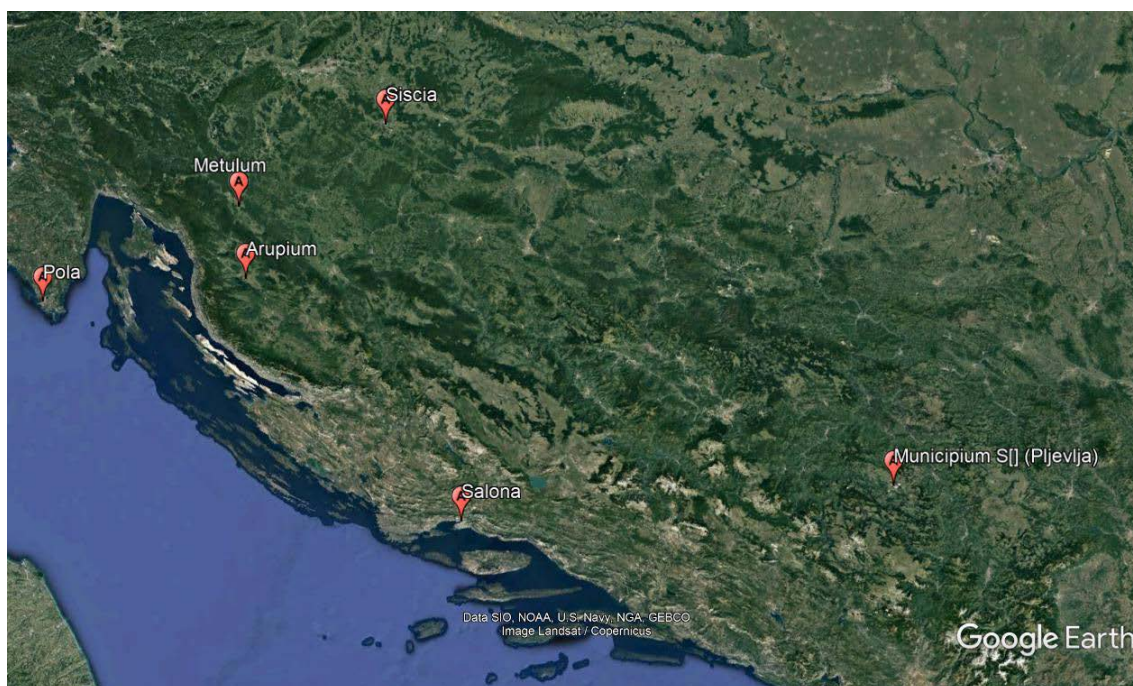 Siscia
Metulum
Arupium
Pola
Municipium S[] (Pljevlja)
Salona
Data SIO, NOAA, U.S. Navy, NGA, GEBCO
Image Landsat / Copernicus
Google Earth